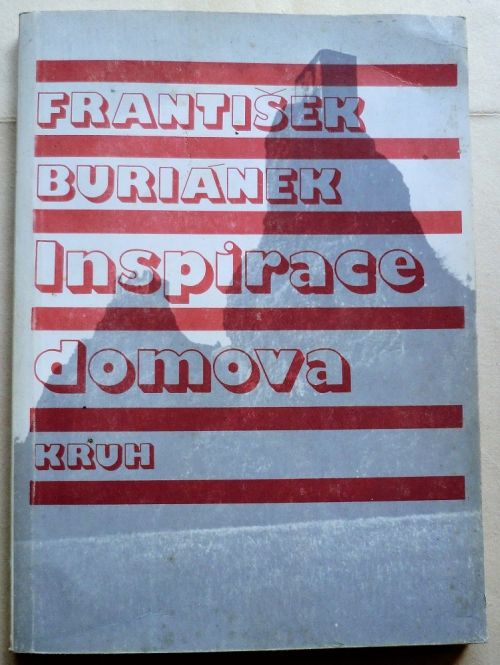 FRANTIŠEK
BURIÁNEK
Inspirace
domova
KRUH